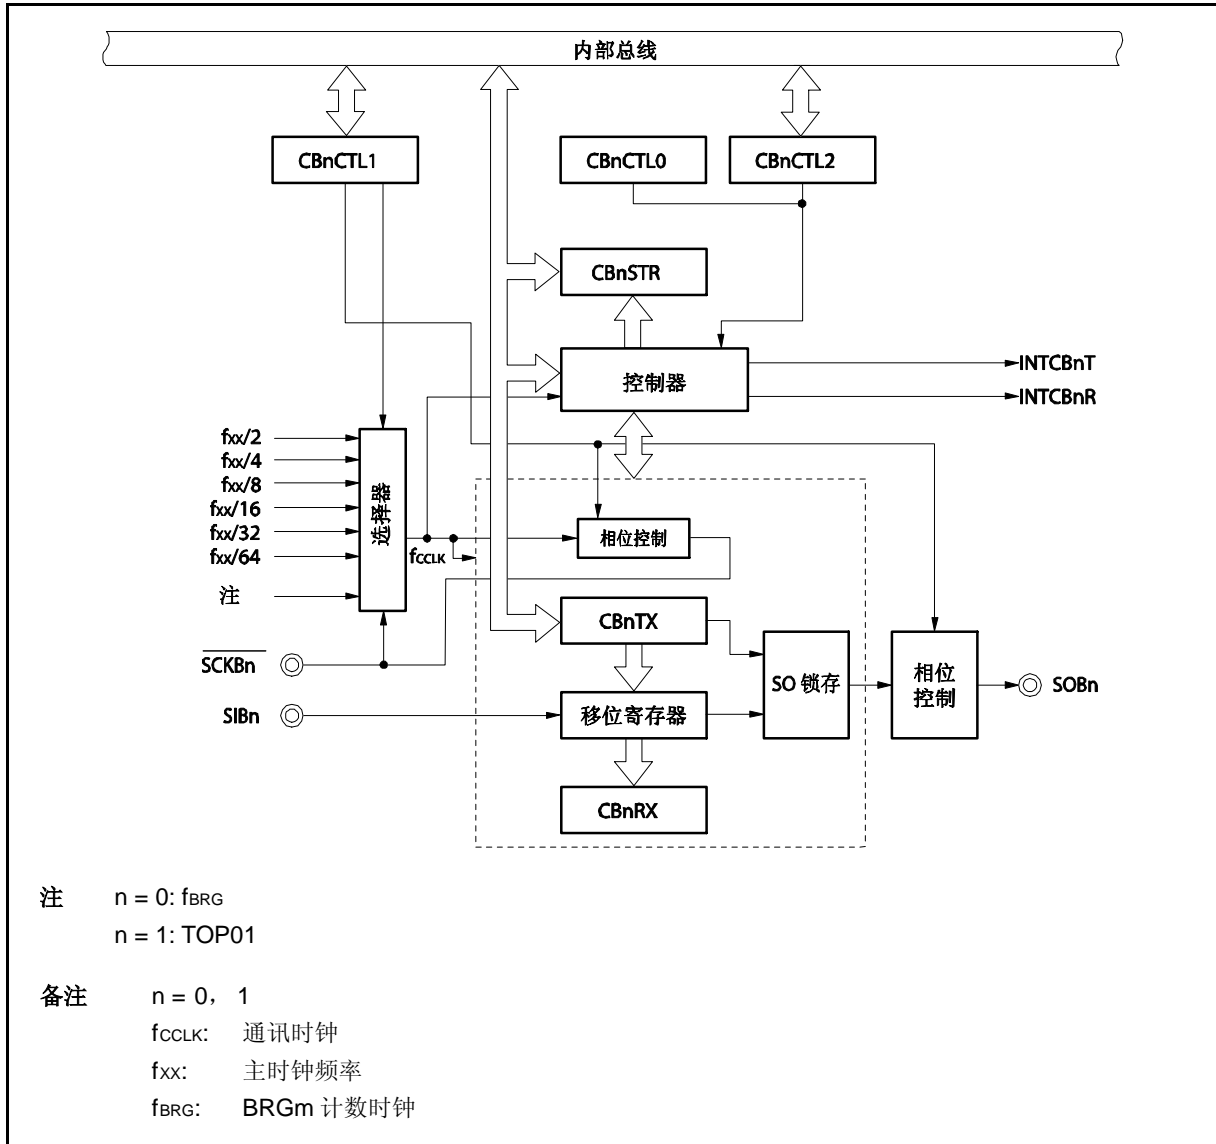 内部总线
CBnCTL1
CBnCTL0
CBnCTL2
CBnSTR
控制器
INTCBnT
INTCBnR
fxx/2
fxx/4
fxx/8
fxx/16
fxx/32
fxx/64
注
选择器
fCCLK
相位控制
SCKBn
SIBn
CBnTX
移位寄存器
CBnRX
SO 锁存
相位
控制
SOBn
注 n = 0: fBRG
n = 1: TOP01
备注 n = 0， 1
fCCLK: 通讯时钟
fXX: 主时钟频率
fBRG: BRGm 计数时钟